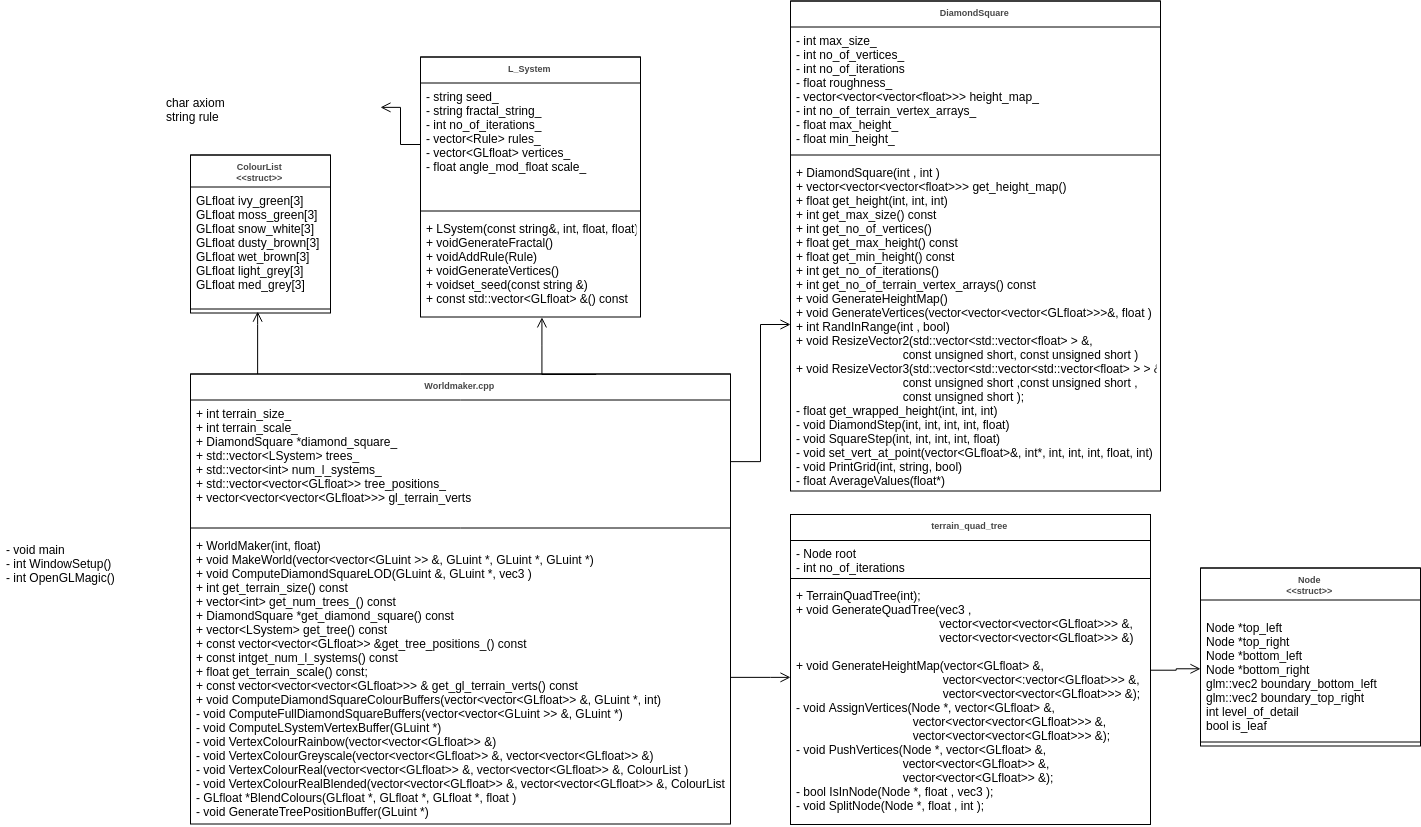 char axiom
string rule
ColourList
<<struct>>
GLfloat ivy_green[3]
GLfloat moss_green[3]
GLfloat snow_white[3]
GLfloat dusty_brown[3]
GLfloat wet_brown[3]
GLfloat light_grey[3]
GLfloat med_grey[3]
L_System
- string seed_
- string fractal_string_
- int no_of_iterations_
- vector<Rule> rules_
- vector<GLfloat> vertices_
- float angle_mod_float scale_
+ LSystem(const string&, int, float, float)
+ voidGenerateFractal()
+ voidAddRule(Rule)
+ voidGenerateVertices()
+ voidset_seed(const string &)
+ const std::vector<GLfloat> &() const
DiamondSquare
- int max_size_
- int no_of_vertices_
- int no_of_iterations
- float roughness_
- vector<vector<vector<float>>> height_map_
- int no_of_terrain_vertex_arrays_
- float max_height_
- float min_height_
+ DiamondSquare(int , int )
+ vector<vector<vector<float>>> get_height_map()
+ float get_height(int, int, int)
+ int get_max_size() const
+ int get_no_of_vertices()
+ float get_max_height() const
+ float get_min_height() const
+ int get_no_of_iterations()
+ int get_no_of_terrain_vertex_arrays() const
+ void GenerateHeightMap()
+ void GenerateVertices(vector<vector<vector<GLfloat>>>&, float )
+ int RandInRange(int , bool)
+ void ResizeVector2(std::vector<std::vector<float> > &,
const unsigned short, const unsigned short )
+ void ResizeVector3(std::vector<std::vector<std::vector<float> > > &
const unsigned short ,const unsigned short ,
const unsigned short );
- float get_wrapped_height(int, int, int)
- void DiamondStep(int, int, int, int, float)
- void SquareStep(int, int, int, int, float)
- void set_vert_at_point(vector<GLfloat>&, int*, int, int, int, float, int)
- void PrintGrid(int, string, bool)
- float AverageValues(float*)
Worldmaker.cpp
+ int terrain_size_
+ int terrain_scale_
+ DiamondSquare *diamond_square_
+ std::vector<LSystem> trees_
+ std::vector<int> num_l_systems_
+ std::vector<vector<GLfloat>> tree_positions_
+ vector<vector<vector<GLfloat>>> gl_terrain_verts
+ WorldMaker(int, float)
+ void MakeWorld(vector<vector<GLuint >> &, GLuint *, GLuint *, GLuint *)
+ void ComputeDiamondSquareLOD(GLuint &, GLuint *, vec3 )
+ int get_terrain_size() const
+ vector<int> get_num_trees_() const
+ DiamondSquare *get_diamond_square() const
+ vector<LSystem> get_tree() const
+ const vector<vector<GLfloat>> &get_tree_positions_() const
+ const intget_num_l_systems() const
+ float get_terrain_scale() const;
+ const vector<vector<vector<GLfloat>>> & get_gl_terrain_verts() const
+ void ComputeDiamondSquareColourBuffers(vector<vector<GLfloat>> &, GLuint *, int)
- void ComputeFullDiamondSquareBuffers(vector<vector<GLuint >> &, GLuint *)
- void ComputeLSystemVertexBuffer(GLuint *)
- void VertexColourRainbow(vector<vector<GLfloat>> &)
- void VertexColourGreyscale(vector<vector<GLfloat>> &, vector<vector<GLfloat>> &)
- void VertexColourReal(vector<vector<GLfloat>> &, vector<vector<GLfloat>> &, ColourList )
- void VertexColourRealBlended(vector<vector<GLfloat>> &, vector<vector<GLfloat>> &, ColourList
- GLfloat *BlendColours(GLfloat *, GLfloat *, GLfloat *, float )
- void GenerateTreePositionBuffer(GLuint *)
- void main
- int WindowSetup()
- int OpenGLMagic()
terrain_quad_tree
- Node root
- int no_of_iterations
+ TerrainQuadTree(int);
+ void GenerateQuadTree(vec3 ,
vector<vector<vector<GLfloat>>> &,
vector<vector<vector<GLfloat>>> &)
+ void GenerateHeightMap(vector<GLfloat> &,
vector<vector<:vector<GLfloat>>> &,
vector<vector<vector<GLfloat>>> &);
- void AssignVertices(Node *, vector<GLfloat> &,
vector<vector<vector<GLfloat>>> &,
vector<vector<vector<GLfloat>>> &);
- void PushVertices(Node *, vector<GLfloat> &,
vector<vector<GLfloat>> &,
vector<vector<GLfloat>> &);
- bool IsInNode(Node *, float , vec3 );
- void SplitNode(Node *, float , int );
Node
<<struct>>
Node *top_left
Node *top_right
Node *bottom_left
Node *bottom_right
glm::vec2 boundary_bottom_left
glm::vec2 boundary_top_right
int level_of_detail
bool is_leaf